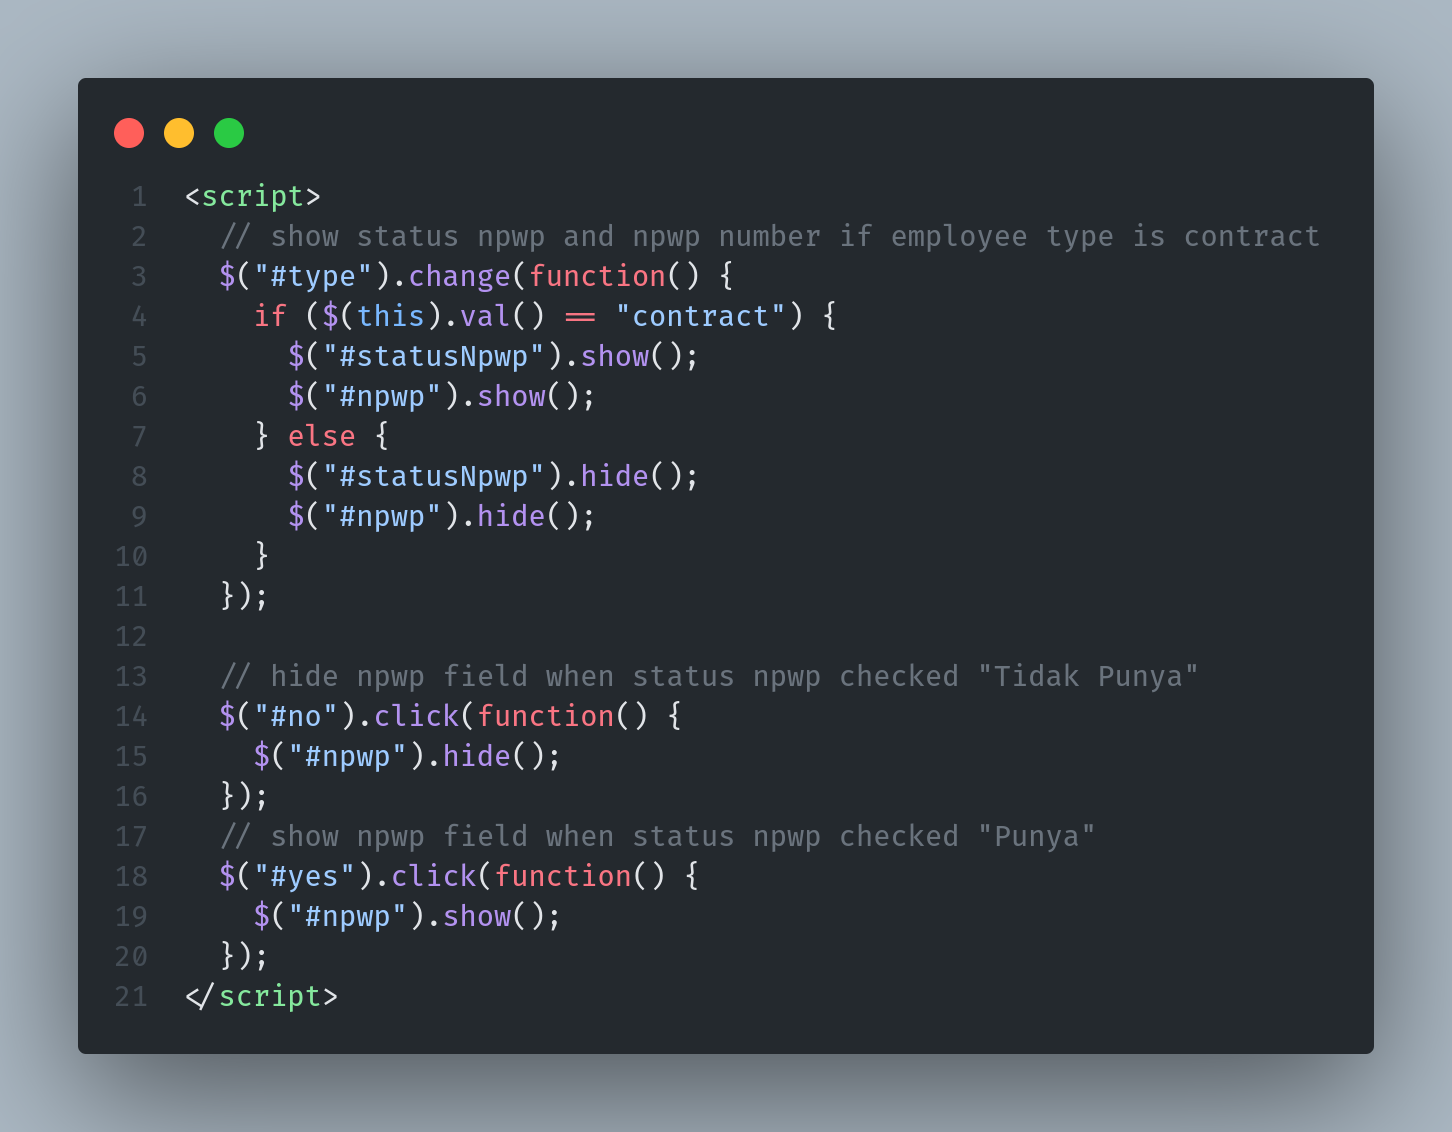 1 <script>
2   // show status npwp and npwp number if employee type is contract
3   $("#type").change(function() {
4     if ($(this).val() == "contract") {
5       $("#statusNpwp").show();
6       $("#npwp").show();
7     } else {
8       $("#statusNpwp").hide();
9       $("#npwp").hide();
10     }
11   });
12
13   // hide npwp field when status npwp checked "Tidak Punya"
14   $("#no").click(function() {
15     $("#npwp").hide();
16   });
17   // show npwp field when status npwp checked "Punya"
18   $("#yes").click(function() {
19     $("#npwp").show();
20   });
21 </script>